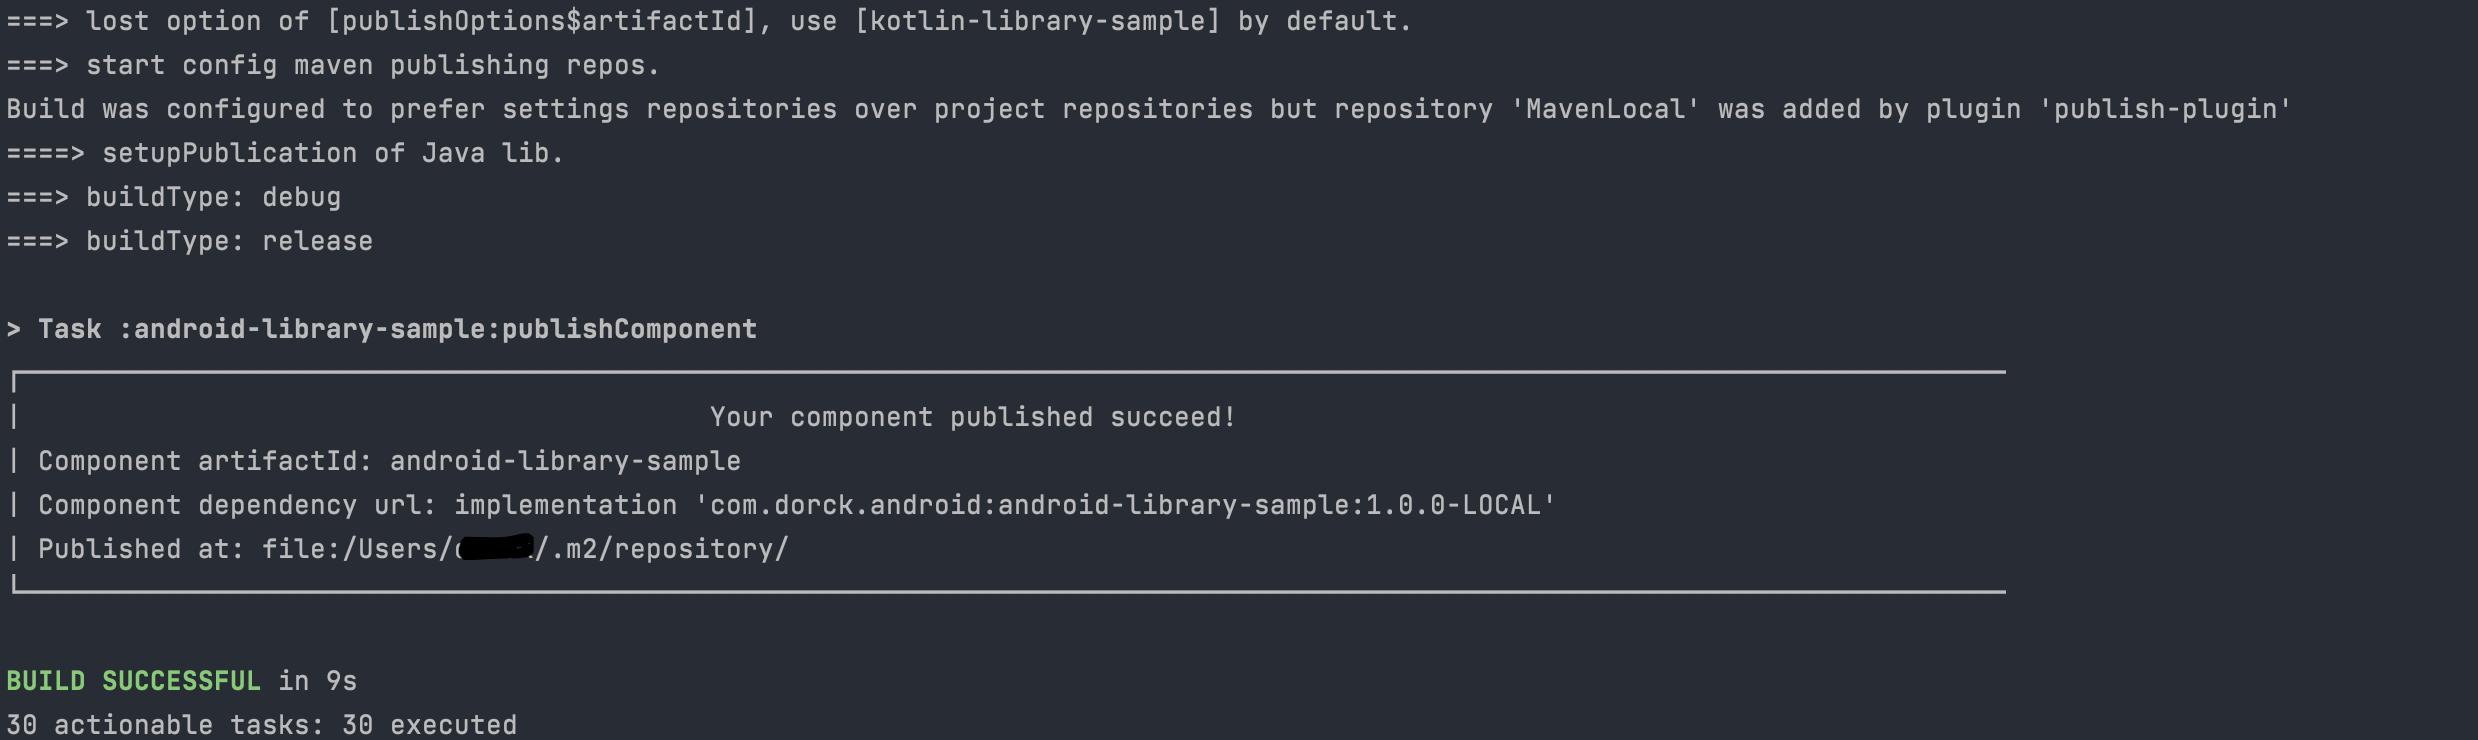 ===> lost option of [publishOptions$artifactId], use [kotlin-library-sample] by default.
===> start config maven publishing repos.
Build was configured to prefer settings repositories over project repositories but repository 'MavenLocal' was added by plugin 'publish-plugin'
====> setupPublication of Java lib.
===> buildType: debug
===> buildType: release
> Task :android-library-sample:publishComponent
Your component published succeed!
| Component artifactId: android-library-sample
| Component dependency url: implementation 'com.dorck.android:android-library-sample:1.0.0-LOCAL'
| Published at: file:/Users/ /.m2/repository/
BUILD SUCCESSFUL in 9s
30 actionable tasks: 30 executed